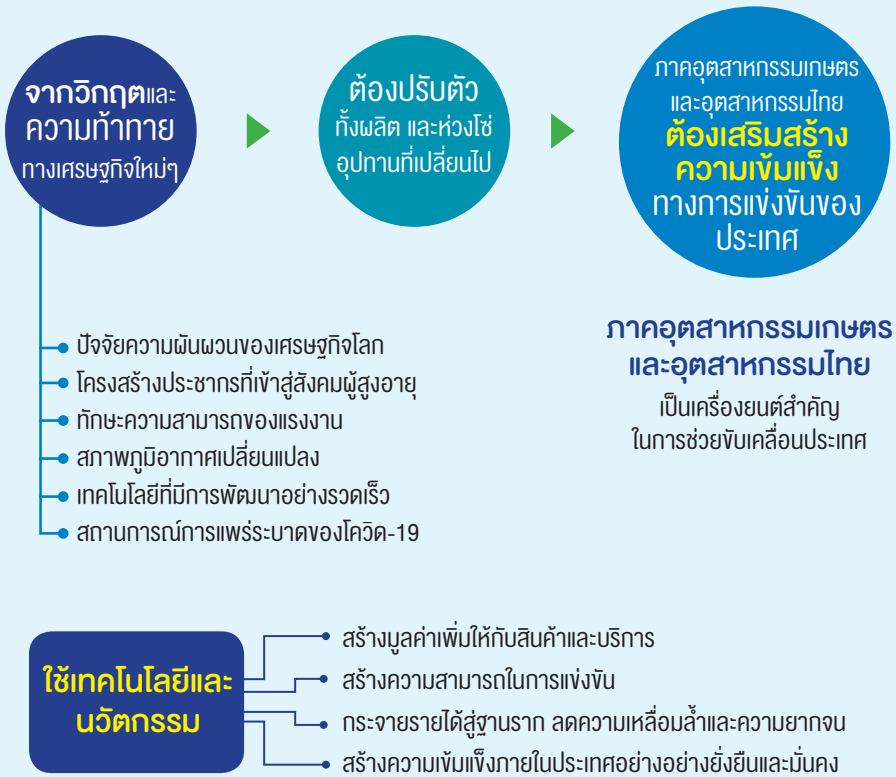 จากวิกฤตและ
ความท้าทาย
ทางเศรษฐกิจใหม่ๆ
ต้องปรับตัว
ทั้งผลิต และห่วงโซ่
อุปทานที่เปลี่ยนไป
ภาคอุตสาหกรรมเกษตร
และอุตสาหกรรมไทย
ต้องเสริมสร้าง
ความเข้มแข็ง
ทางการแข่งขันของ
ประเทศ
ปัจจัยความผันผวนของเศรษฐกิจโลก
โครงสร้างประชากรที่เข้าสู่สังคมผู้สูงอายุ
ทักษะความสามารถของแรงงาน
สภาพภูมิอากาศเปลี่ยนแปลง
เทคโนโลยีที่มีการพัฒนาอย่างรวดเร็ว
สถานการณ์การแพร่ระบาดของโควิด-19
ภาคอุตสาหกรรมเกษตร
และอุตสาหกรรมไทย
เป็นเครื่องยนต์สำคัญ
ในการช่วยขับเคลื่อนประเทศ
ใช้เทคโนโลยีและ
นวัตกรรม
สร้างมูลค่าเพิ่มให้กับสินค้าและบริการ
สร้างความสามารถในการแข่งขัน
กระจายรายได้สู่ฐานราก ลดความเหลื่อมล้ำและความยากจน
สร้างความเข้มแข็งภายในประเทศอย่างอย่างยั่งยืนและมั่นคง